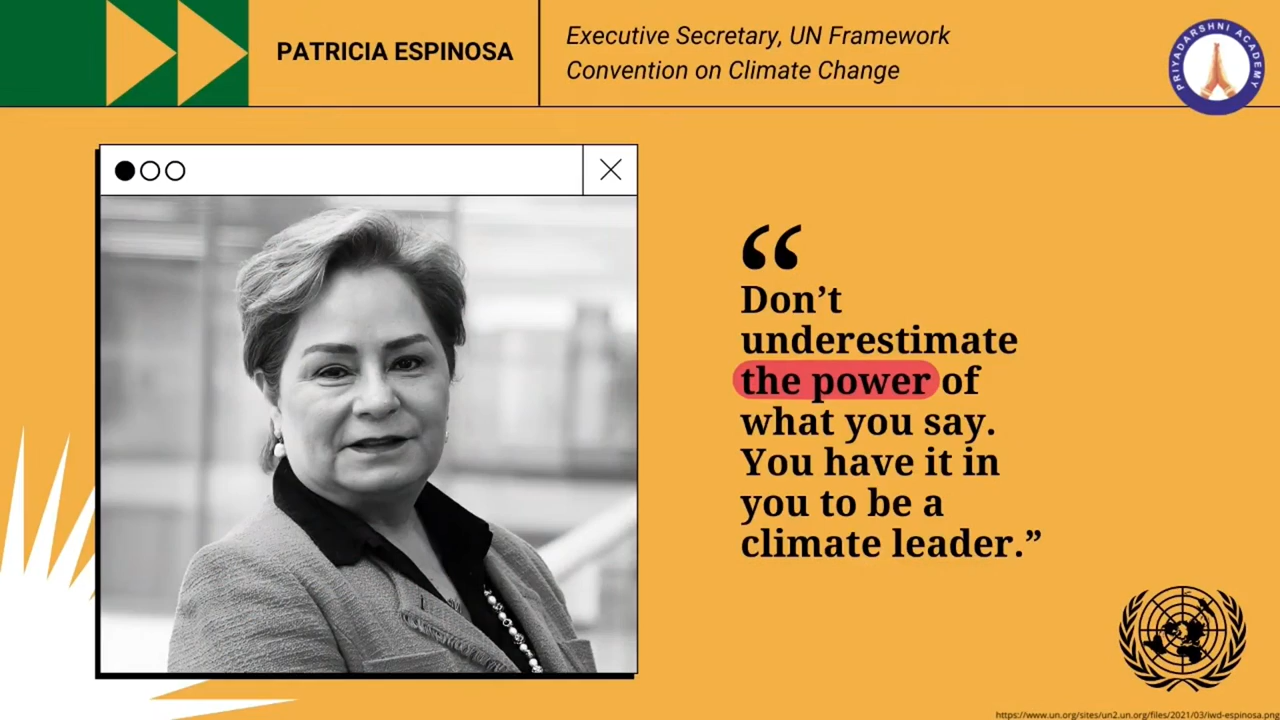 PATRICIA ESPINOSA
Executive Secretary, UN Framework
Convention on Climate Change
PRIYADARSHNI ACADEMY
“
Don’t
underestimate
the power of
what you say.
You have it in
you to be a
climate leader.”
https://www.un.org/sites/un2.un.org/files/2021/03/iwd-espinosa.png